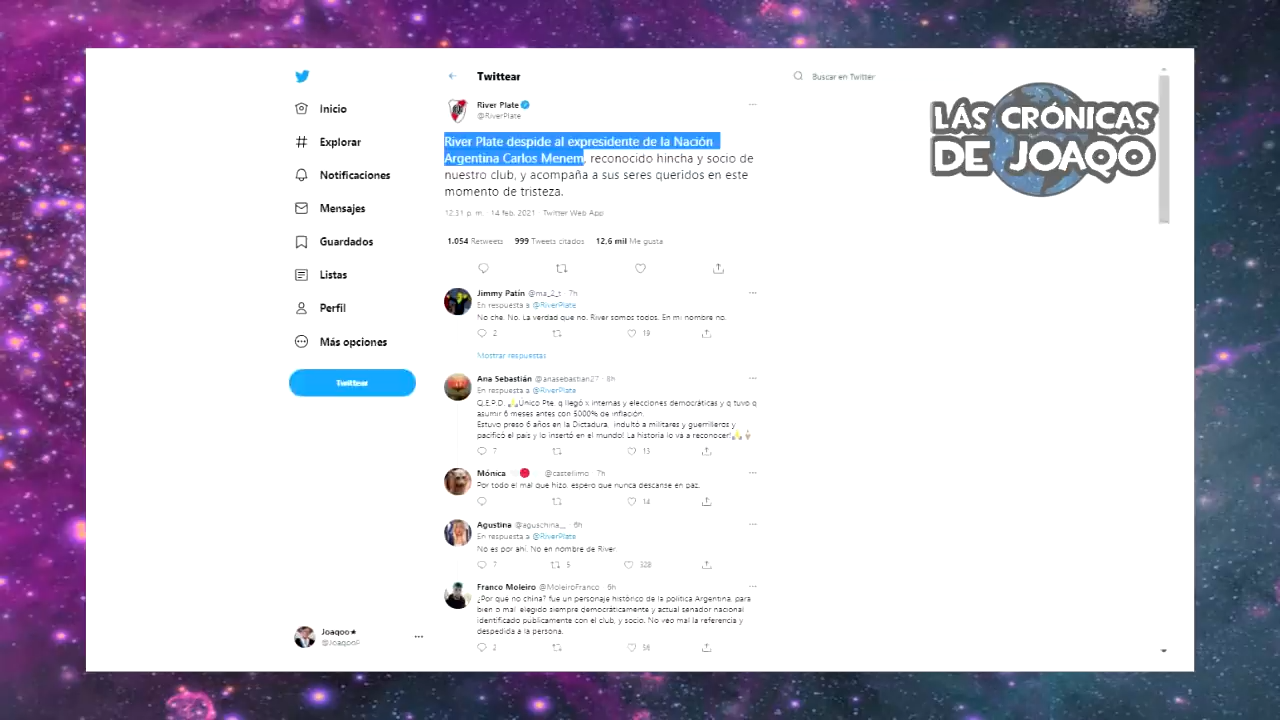 Twittear
Buscar en Twitter
LÁS CRÓNICAS
DE JOAQO
Inicio
Explorar
Notificaciones
Mensajes
Guardados
Listas
Perfil
Más opciones
Twittear
Joaqoo★
@JoaqooP
River Plate
@RiverPlate
River Plate despide al expresidente de la Nación
Argentina Carlos Menem, reconocido hincha y socio de
nuestro club, y acompaña a sus seres queridos en este
momento de tristeza.
12:31 p. m. · 14 feb. 2021 · Twitter Web App
1.054 Retweets 999 Tweets citados 12,6 mil Me gusta
Jimmy Patín @ma_2_t · 7h
En respuesta a @RiverPlate
No che. No. La verdad que no. River somos todos. En mi nombre no.
2 19
Mostrar respuestas
Ana Sebastián @anasebastian27 · 8h
En respuesta a @RiverPlate
Q.E.P.D. 🙏Único Pte. q llegó x internas y elecciones democráticas y q tuvo q
asumir 6 meses antes con 5000% de inflación.
Estuvo preso 6 años en la Dictadura, indultó a militares y guerrilleros y
pacificó el país y lo insertó en el mundo! La historia lo va a reconocer!🙏
7 13
Mónica @castellimo · 7h
Por todo el mal que hizo, espero que nunca descanse en paz.
14
Agustina @aguschina__ · 6h
En respuesta a @RiverPlate
No es por ahí. No en nombre de River.
7 5 328
Franco Moleiro @MoleiroFranco · 6h
¿Por qué no china? fue un personaje histórico de la política Argentina, para
bien o mal, elegido siempre democráticamente y actual senador nacional
identificado publicamente con el club, y socio. No veo mal la referencia y
despedida a la persona.
2 56